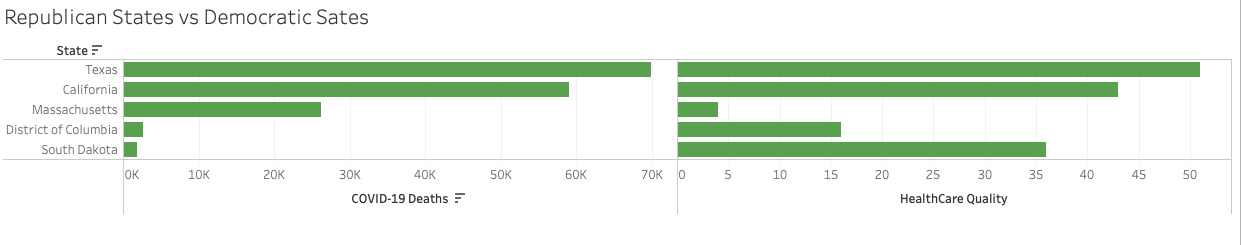 Republican States vs Democratic Sates
State
Texas
California
Massachusetts
District of Columbia
South Dakota
0K 10K 20K 30K 40K 50K 60K 70K 0 5 10 15 20 25 30 35 40 45 50
COVID-19 Deaths HealthCare Quality